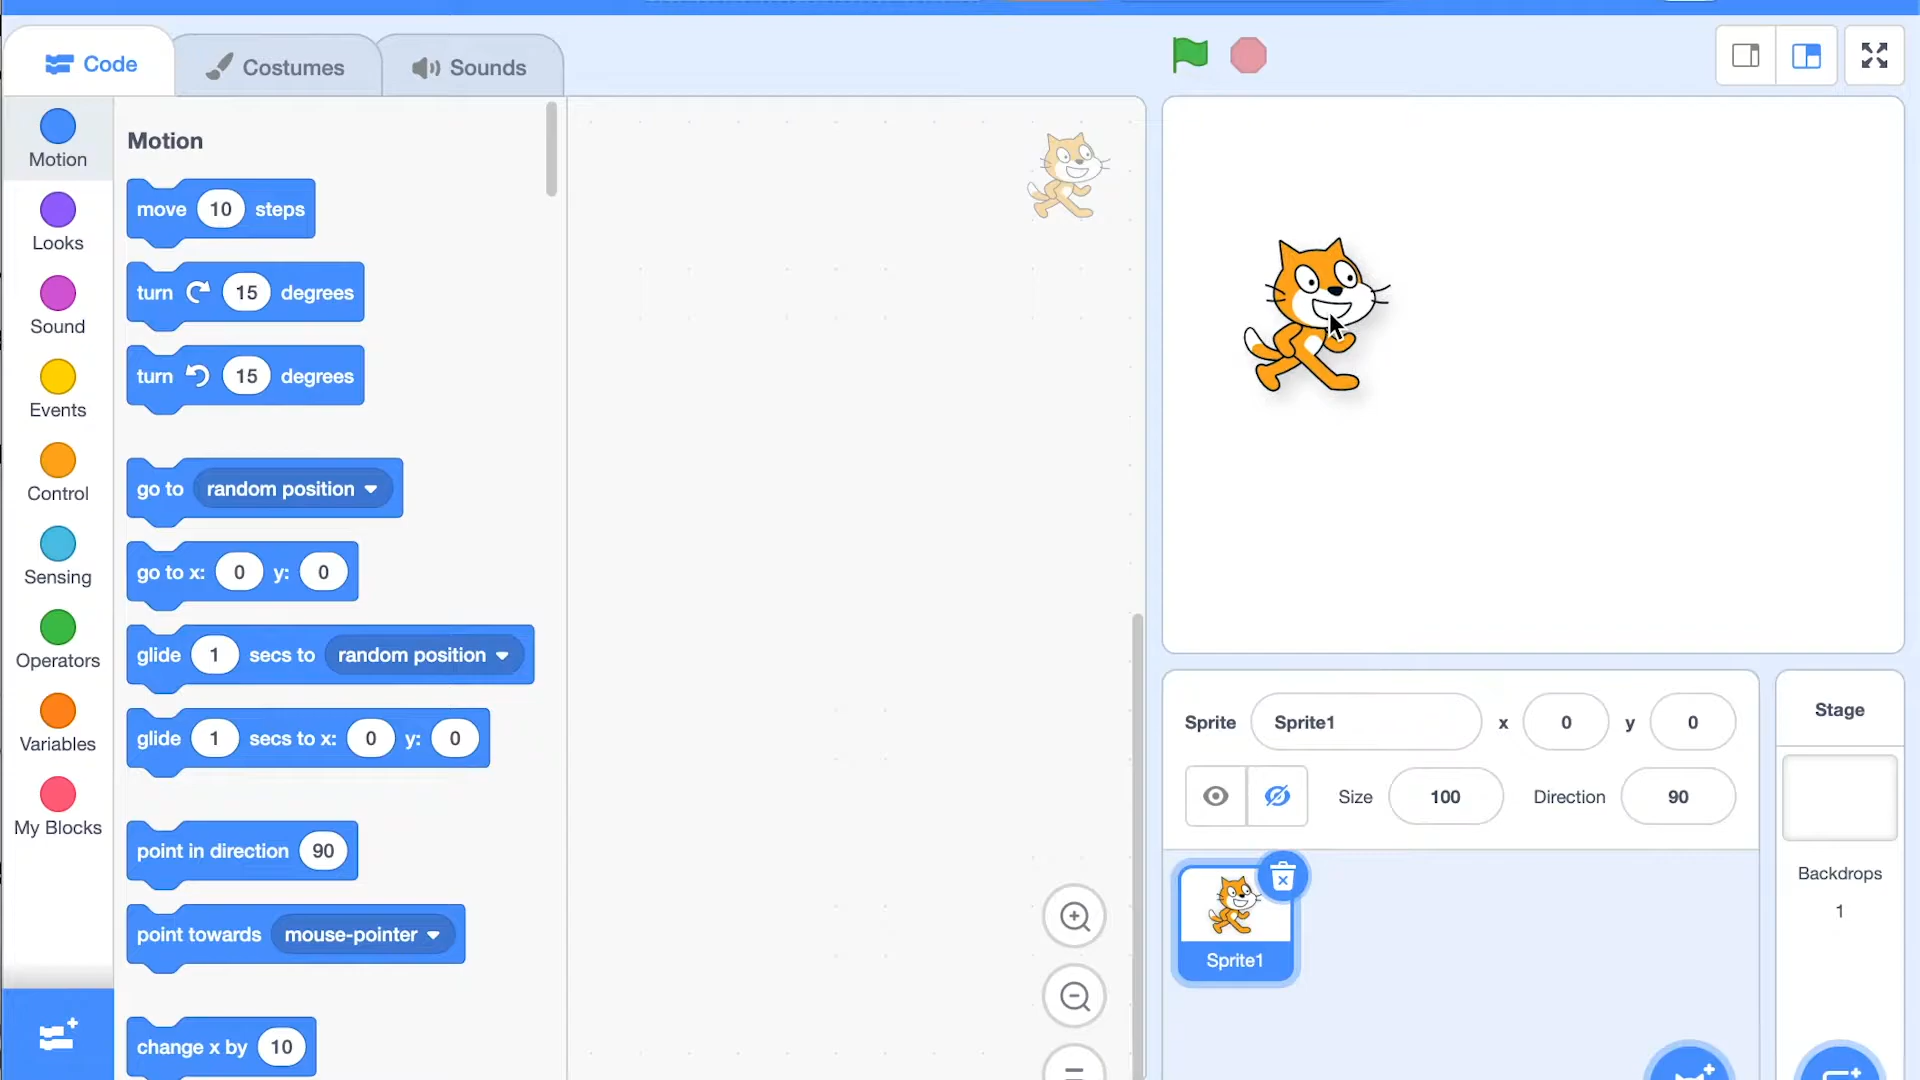 Code
Costumes
Sounds
Motion
Looks
Sound
Events
Control
Sensing
Operators
Variables
My Blocks
Motion
move 10 steps
turn 15 degrees
turn 15 degrees
go to random position
go to x: 0 y: 0
glide 1 secs to random position
glide 1 secs to x: 0 y: 0
point in direction 90
point towards mouse-pointer
change x by 10
Sprite Sprite1 x 0 y 0
Size 100 Direction 90
Sprite1
Stage
Backdrops
1